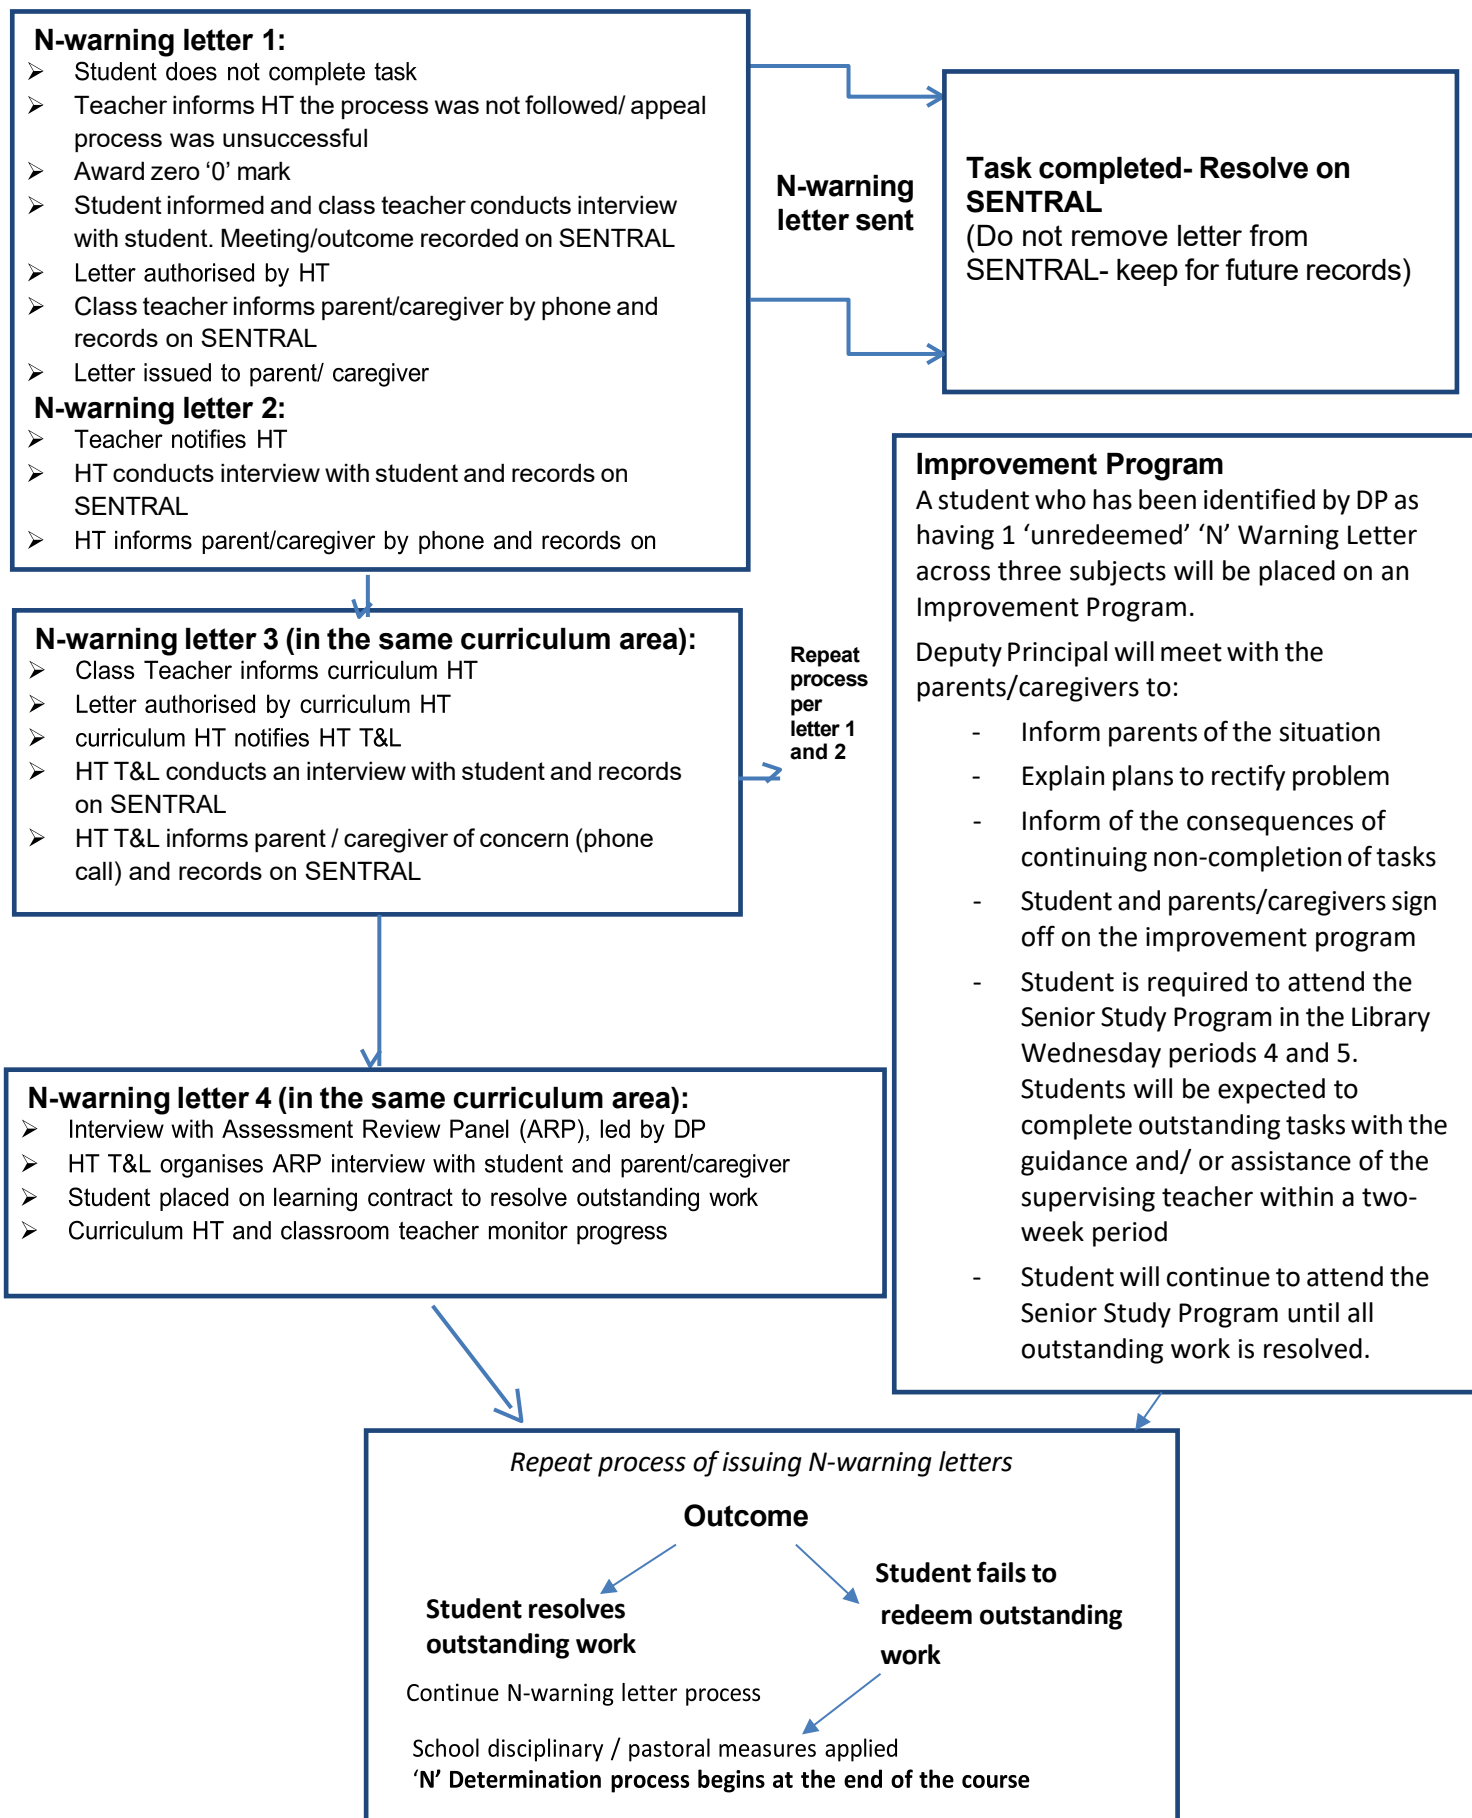 N-warning letter 1:
➢ Student does not complete task
➢ Teacher informs HT the process was not followed/ appeal
process was unsuccessful
➢ Award zero ‘0’ mark
➢ Student informed and class teacher conducts interview
with student. Meeting/outcome recorded on SENTRAL
➢ Letter authorised by HT
➢ Class teacher informs parent/caregiver by phone and
records on SENTRAL
➢ Letter issued to parent/ caregiver
N-warning letter 2:
➢ Teacher notifies HT
➢ HT conducts interview with student and records on
SENTRAL
➢ HT informs parent/caregiver by phone and records on
N-warning
letter sent
Task completed- Resolve on
SENTRAL
(Do not remove letter from
SENTRAL- keep for future records)
N-warning letter 3 (in the same curriculum area):
➢ Class Teacher informs curriculum HT
➢ Letter authorised by curriculum HT
➢ curriculum HT notifies HT T&L
➢ HT T&L conducts an interview with student and records
on SENTRAL
➢ HT T&L informs parent / caregiver of concern (phone
call) and records on SENTRAL
Repeat
process
per
letter 1
and 2
Improvement Program
A student who has been identified by DP as
having 1 ‘unredeemed’ ‘N’ Warning Letter
across three subjects will be placed on an
Improvement Program.
Deputy Principal will meet with the
parents/caregivers to:
- Inform parents of the situation
- Explain plans to rectify problem
- Inform of the consequences of
continuing non-completion of tasks
- Student and parents/caregivers sign
off on the improvement program
- Student is required to attend the
Senior Study Program in the Library
Wednesday periods 4 and 5.
Students will be expected to
complete outstanding tasks with the
guidance and/ or assistance of the
supervising teacher within a two-
week period
- Student will continue to attend the
Senior Study Program until all
outstanding work is resolved.
N-warning letter 4 (in the same curriculum area):
➢ Interview with Assessment Review Panel (ARP), led by DP
➢ HT T&L organises ARP interview with student and parent/caregiver
➢ Student placed on learning contract to resolve outstanding work
➢ Curriculum HT and classroom teacher monitor progress
Repeat process of issuing N-warning letters
Outcome
Student resolves
outstanding work
Student fails to
redeem outstanding
work
Continue N-warning letter process
School disciplinary / pastoral measures applied
‘N’ Determination process begins at the end of the course